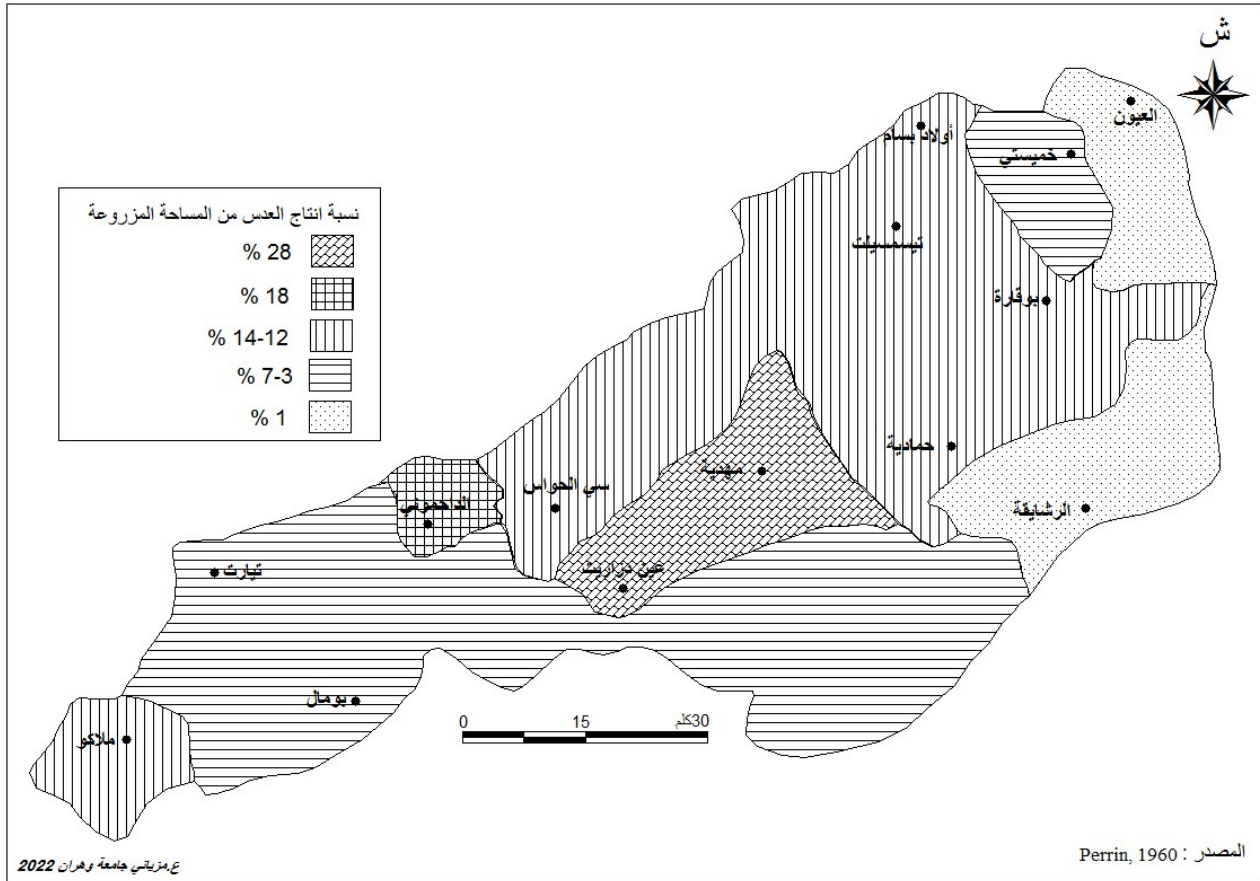 ش
العيون
أولاد بسام
خميستي
نسبة انتاج العدس من المساحة المزروعة
28 %
18 %
14-12 %
7-3 %
1 %
تيسمسيلت
بوقارة
حمادية
مهدية
سي الحواس
الرشايقة
الداحموني
تيارت
عين دزاريت
بومال
ملاكو
0 15 30كلم
المصدر : Perrin, 1960
ع.مزياني جامعة وهران 2022